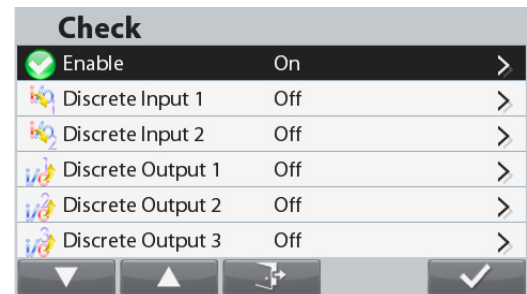 Check
Enable On
Discrete Input 1 Off
Discrete Input 2 Off
Discrete Output 1 Off
Discrete Output 2 Off
Discrete Output 3 Off